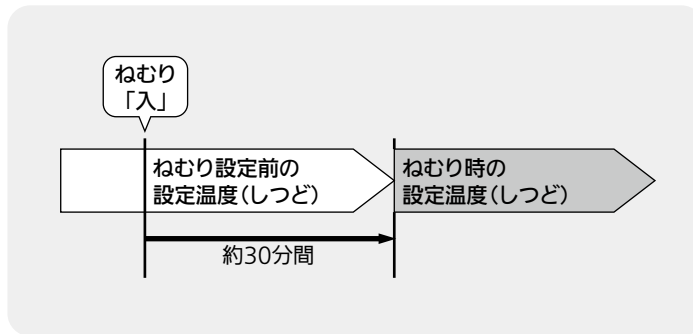 ねむり
「入」
ねむり設定前の
設定温度(しつど)
ねむり時の
設定温度(しつど)
約30分間